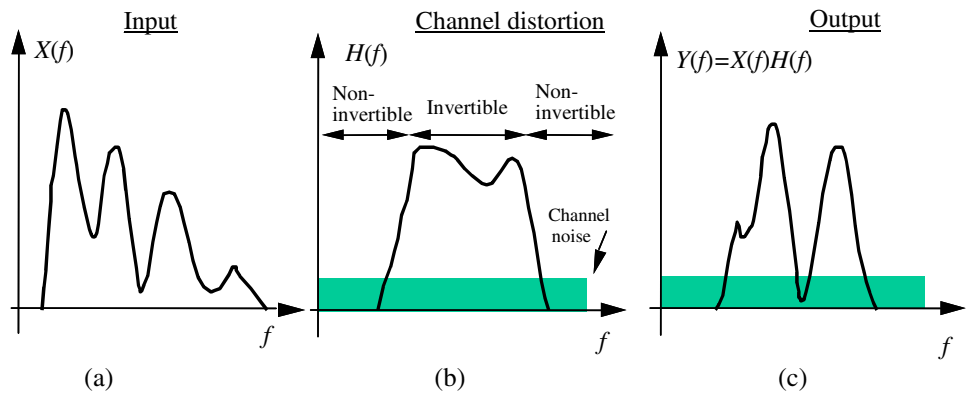 Input
X(f)
f
(a)
Channel distortion
H(f)
Non-
invertible
Invertible
Non-
invertible
Channel
noise
f
(b)
Output
Y(f)=X(f)H(f)
f
(c)